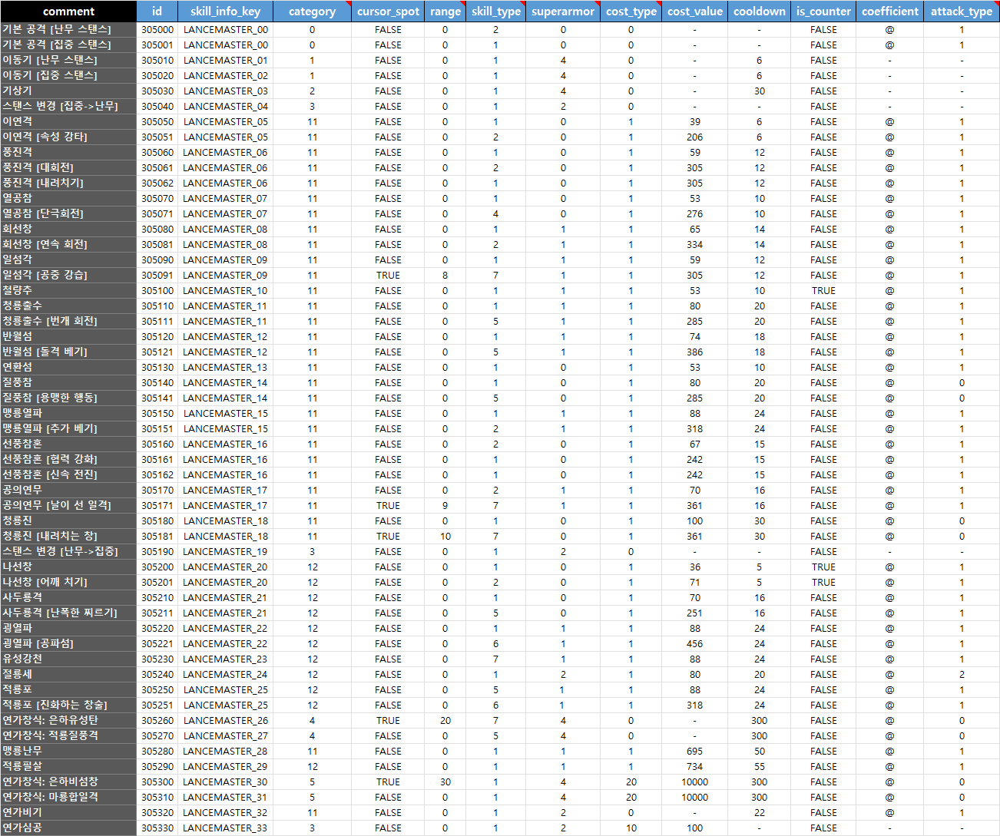 comment id skill_info_key category cursor_spot range skill_type superarmor cost_type cost_value cooldown is_counter coefficient attack_type
기본 공격 [난무 스탠스] 305000 LANCEMASTER_00 0 FALSE 0 2 0 0 - - FALSE @ 1
기본 공격 [집중 스탠스] 305001 LANCEMASTER_00 0 FALSE 0 1 0 0 - - FALSE @ 1
이동기 [난무 스탠스] 305010 LANCEMASTER_01 1 FALSE 0 1 4 0 - 6 FALSE - -
이동기 [집중 스탠스] 305020 LANCEMASTER_02 1 FALSE 0 1 4 0 - 6 FALSE - -
기상기 305030 LANCEMASTER_03 2 FALSE 0 1 4 0 - 30 FALSE - -
스탠스 변경 [집중->난무] 305040 LANCEMASTER_04 3 FALSE 0 1 2 0 - - FALSE - -
이연격 305050 LANCEMASTER_05 11 FALSE 0 1 0 1 39 6 FALSE @ 1
이연격 [속성 강타] 305051 LANCEMASTER_05 11 FALSE 0 2 0 1 206 6 FALSE @ 1
풍진격 305060 LANCEMASTER_06 11 FALSE 0 1 0 1 59 12 FALSE @ 1
풍진격 [대회전] 305061 LANCEMASTER_06 11 FALSE 0 2 0 1 305 12 FALSE @ 1
풍진격 [내려치기] 305062 LANCEMASTER_06 11 FALSE 0 1 0 1 305 12 FALSE @ 1
열공참 305070 LANCEMASTER_07 11 FALSE 0 1 0 1 53 10 FALSE @ 1
열공참 [단극회전] 305071 LANCEMASTER_07 11 FALSE 0 4 0 1 276 10 FALSE @ 1
회선창 305080 LANCEMASTER_08 11 FALSE 0 1 1 1 65 14 FALSE @ 1
회선창 [연속 회전] 305081 LANCEMASTER_08 11 FALSE 0 2 1 1 334 14 FALSE @ 1
일섬각 305090 LANCEMASTER_09 11 FALSE 0 1 1 1 59 12 FALSE @ 1
일섬각 [공중 강습] 305091 LANCEMASTER_09 11 TRUE 8 7 1 1 305 12 FALSE @ 1
철량추 305100 LANCEMASTER_10 11 FALSE 0 1 1 1 53 10 TRUE @ 1
청룡출수 305110 LANCEMASTER_11 11 FALSE 0 1 1 1 80 20 FALSE @ 1
청룡출수 [번개 회전] 305111 LANCEMASTER_11 11 FALSE 0 5 1 1 285 20 FALSE @ 1
반월섬 305120 LANCEMASTER_12 11 FALSE 0 1 1 1 74 18 FALSE @ 1
반월섬 [돌격 베기] 305121 LANCEMASTER_12 11 FALSE 0 5 1 1 386 18 FALSE @ 1
연환섬 305130 LANCEMASTER_13 11 FALSE 0 1 0 1 53 10 FALSE @ 1
질풍참 305140 LANCEMASTER_14 11 FALSE 0 1 0 1 80 20 FALSE @ 0
질풍참 [용맹한 행동] 305141 LANCEMASTER_14 11 FALSE 0 5 0 1 285 20 FALSE @ 0
맹룡열파 305150 LANCEMASTER_15 11 FALSE 0 1 1 1 88 24 FALSE @ 1
맹룡열파 [추가 베기] 305151 LANCEMASTER_15 11 FALSE 0 2 1 1 318 24 FALSE @ 1
선풍참혼 305160 LANCEMASTER_16 11 FALSE 0 2 0 1 67 15 FALSE @ 1
선풍참혼 [협력 강화] 305161 LANCEMASTER_16 11 FALSE 0 1 0 1 242 15 FALSE @ 1
선풍참혼 [신속 전진] 305162 LANCEMASTER_16 11 FALSE 0 1 0 1 242 15 FALSE @ 1
공의연무 305170 LANCEMASTER_17 11 FALSE 0 2 1 1 70 16 FALSE @ 1
공의연무 [날이 선 일격] 305171 LANCEMASTER_17 11 TRUE 9 7 1 1 361 16 FALSE @ 1
청룡진 305180 LANCEMASTER_18 11 FALSE 0 1 0 1 100 30 FALSE @ 0
청룡진 [내려치는 창] 305181 LANCEMASTER_18 11 TRUE 10 7 0 1 361 30 FALSE @ 0
스탠스 변경 [난무->집중] 305190 LANCEMASTER_19 3 FALSE 0 1 2 0 - - FALSE - -
나선창 305200 LANCEMASTER_20 12 FALSE 0 1 0 1 36 5 TRUE @ 1
나선창 [어깨 치기] 305201 LANCEMASTER_20 12 FALSE 0 2 0 1 71 5 TRUE @ 1
사두룡격 305210 LANCEMASTER_21 12 FALSE 0 1 0 1 70 16 FALSE @ 1
사두룡격 [난폭한 찌르기] 305211 LANCEMASTER_21 12 FALSE 0 5 0 1 251 16 FALSE @ 1
굉열파 305220 LANCEMASTER_22 12 FALSE 0 1 1 1 88 24 FALSE @ 1
굉열파 [공파섬] 305221 LANCEMASTER_22 12 FALSE 0 6 1 1 456 24 FALSE @ 1
유성강천 305230 LANCEMASTER_23 12 FALSE 0 7 1 1 88 24 FALSE @ 1
절룡세 305240 LANCEMASTER_24 12 FALSE 0 1 2 1 80 20 FALSE @ 2
적룡포 305250 LANCEMASTER_25 12 FALSE 0 5 1 1 88 24 FALSE @ 1
적룡포 [진화하는 창술] 305251 LANCEMASTER_25 12 FALSE 0 6 1 1 318 24 FALSE @ 1
연가창식: 은하유성탄 305260 LANCEMASTER_26 4 TRUE 20 7 4 0 - 300 FALSE @ 0
연가창식: 적룡질풍격 305270 LANCEMASTER_27 4 FALSE 0 5 4 0 - 300 FALSE @ 0
맹룡난무 305280 LANCEMASTER_28 11 FALSE 0 1 1 1 695 50 FALSE @ 1
적룡필살 305290 LANCEMASTER_29 12 FALSE 0 1 1 1 734 55 FALSE @ 1
연가창식: 은하비섬창 305300 LANCEMASTER_30 5 TRUE 30 1 4 20 10000 300 FALSE @ 0
연가창식: 마룡합일격 305310 LANCEMASTER_31 5 FALSE 0 1 4 20 10000 300 FALSE @ 0
연가비기 305320 LANCEMASTER_32 11 FALSE 0 1 2 0 - 22 FALSE @ 1
연가심공 305330 LANCEMASTER_33 3 FALSE 0 1 2 10 100 - FALSE - -